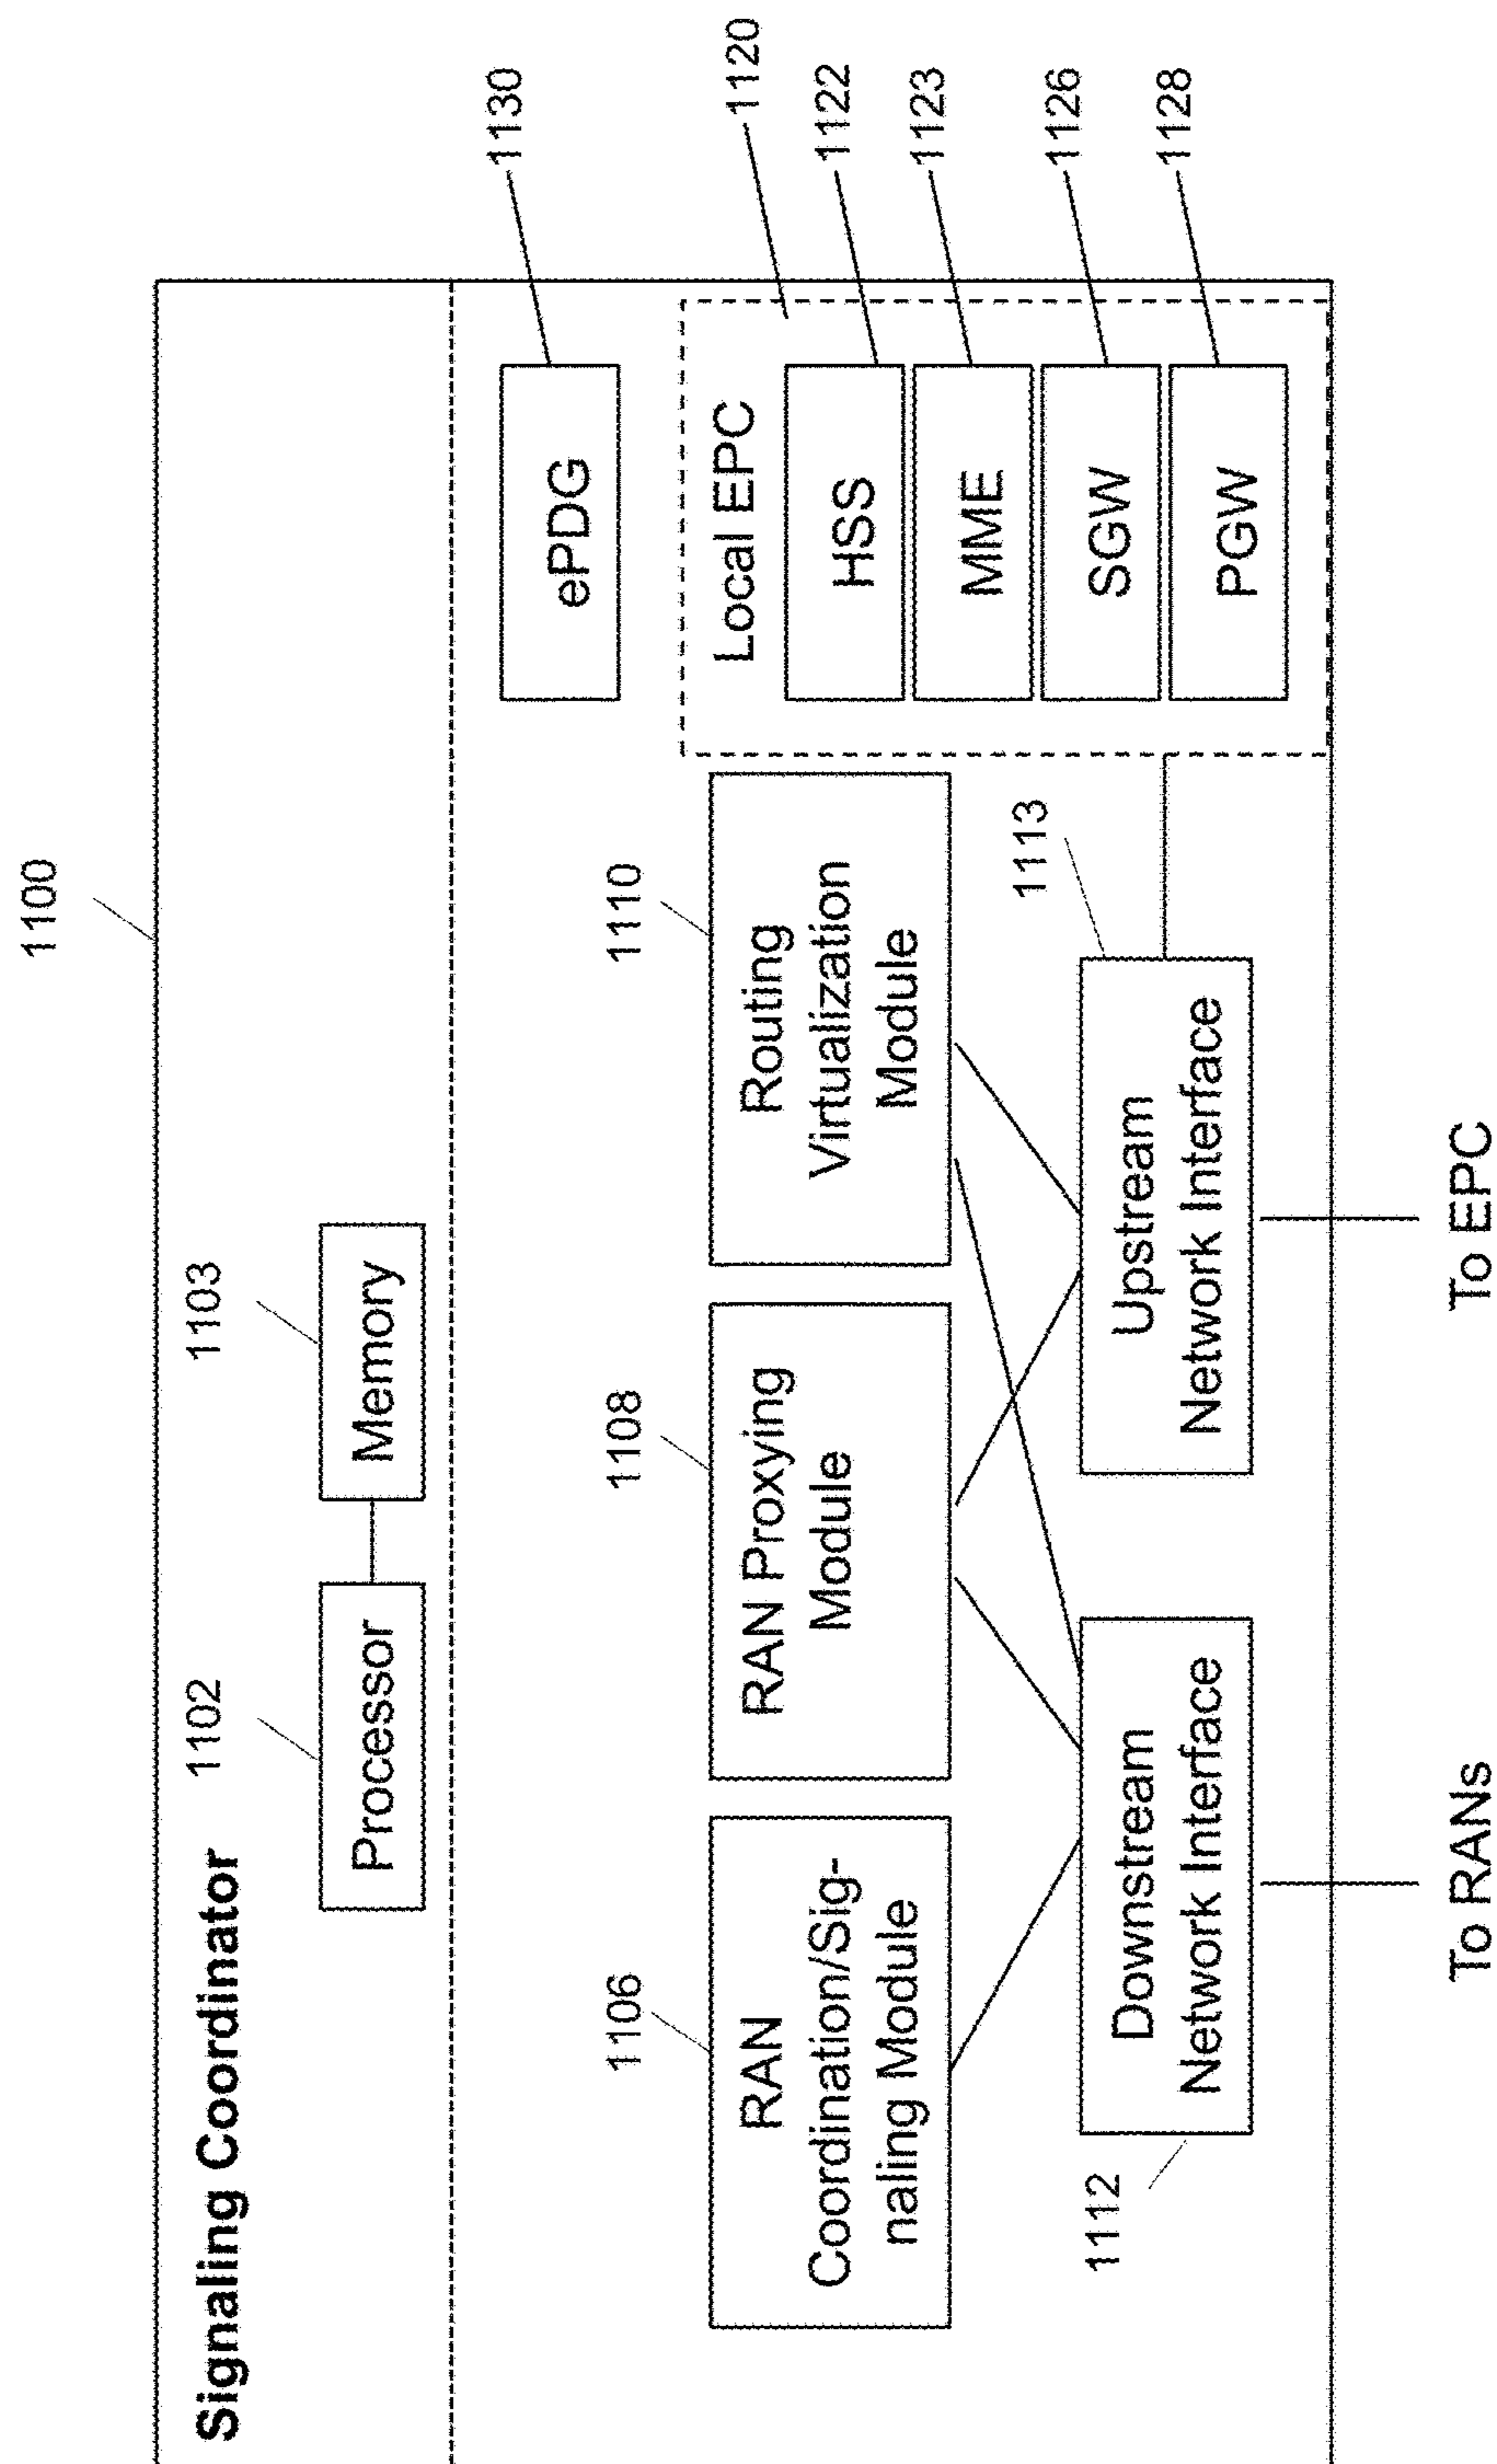 1100
Signaling Coordinator
1102
1103
Processor
Memory
1130
ePDG
1120
1106
1108
1110
RAN
Coordination/Sig-
naling Module
RAN Proxying
Module
Routing
Virtualization
Module
Local EPC
HSS
1122
MME
1123
SGW
1126
PGW
1128
1112
1113
Downstream
Network Interface
Upstream
Network Interface
To RANs
To EPC